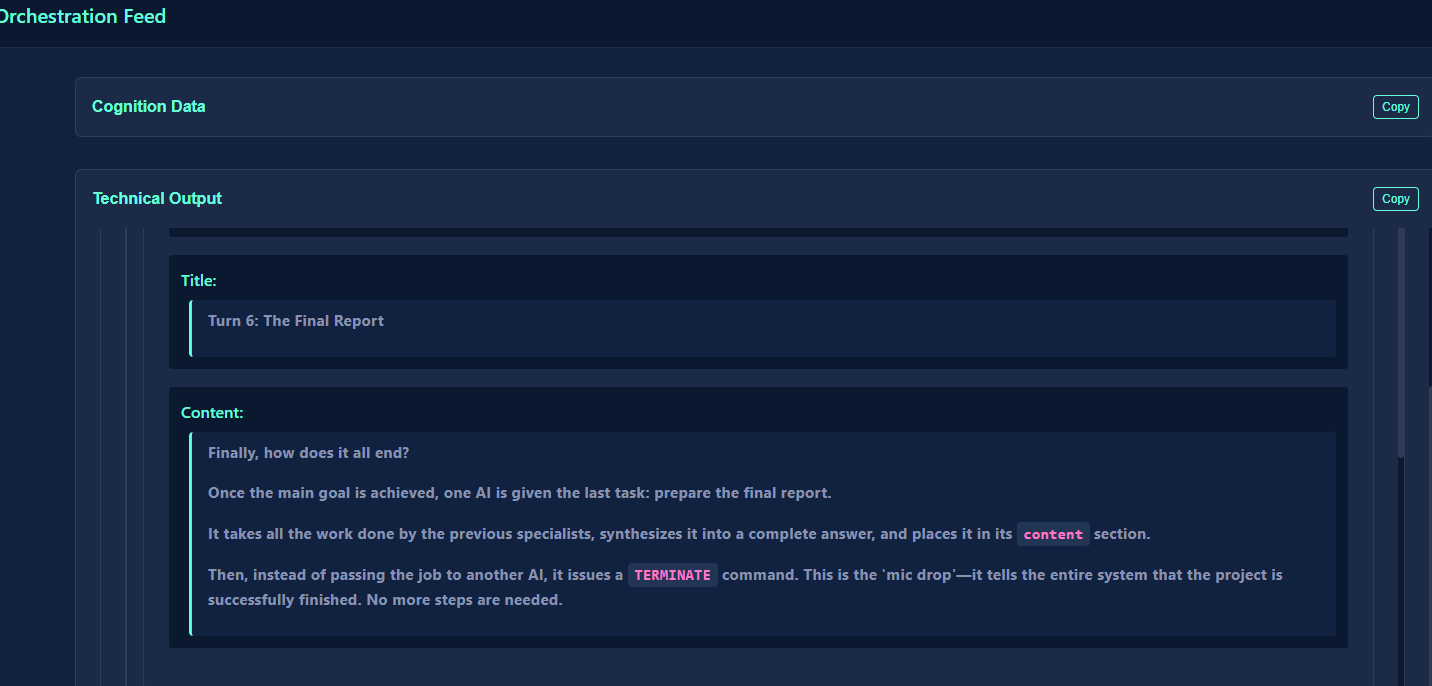 Orchestration Feed
Cognition Data
Copy
Technical Output
Copy
Title:
Turn 6: The Final Report
Content:
Finally, how does it all end?
Once the main goal is achieved, one AI is given the last task: prepare the final report.
It takes all the work done by the previous specialists, synthesizes it into a complete answer, and places it in its content section.
Then, instead of passing the job to another AI, it issues a TERMINATE command. This is the 'mic drop'—it tells the entire system that the project is
successfully finished. No more steps are needed.